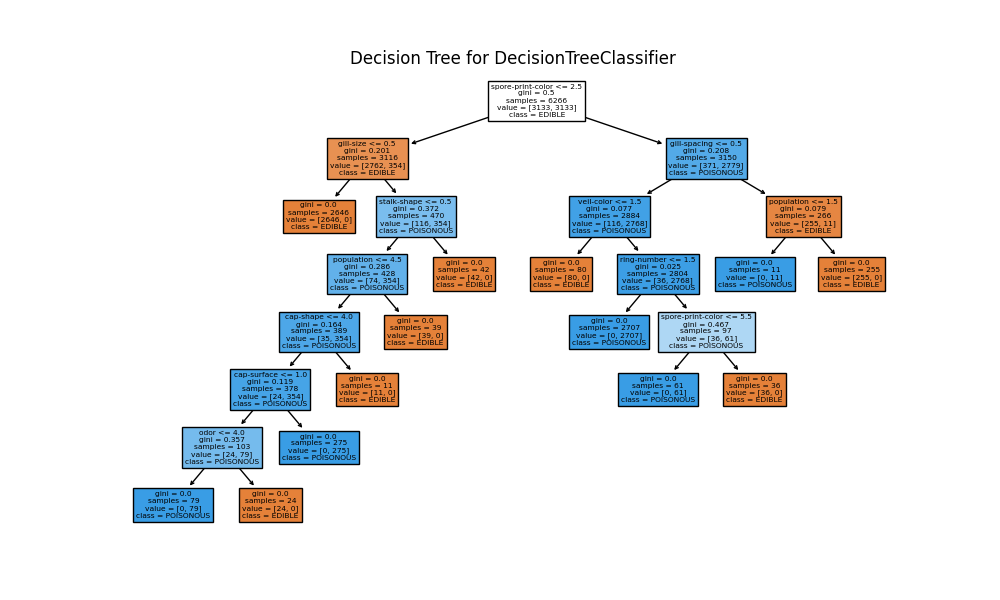 Decision Tree for DecisionTreeClassifier
spore-print-color <= 2.5
gini = 0.5
samples = 6266
value = [3133, 3133]
class = EDIBLE
gill-size <= 0.5
gini = 0.201
samples = 3116
value = [2762, 354]
class = EDIBLE
gill-spacing <= 0.5
gini = 0.208
samples = 3150
value = [371, 2779]
class = POISONOUS
gini = 0.0
samples = 2646
value = [2646, 0]
class = EDIBLE
stalk-shape <= 0.5
gini = 0.372
samples = 470
value = [116, 354]
class = POISONOUS
veil-color <= 1.5
gini = 0.077
samples = 2884
value = [116, 2768]
class = POISONOUS
population <= 1.5
gini = 0.079
samples = 266
value = [255, 11]
class = EDIBLE
population <= 4.5
gini = 0.286
samples = 428
value = [74, 354]
class = POISONOUS
gini = 0.0
samples = 42
value = [42, 0]
class = EDIBLE
gini = 0.0
samples = 80
value = [80, 0]
class = EDIBLE
ring-number <= 1.5
gini = 0.025
samples = 2804
value = [36, 2768]
class = POISONOUS
gini = 0.0
samples = 11
value = [0, 11]
class = POISONOUS
gini = 0.0
samples = 255
value = [255, 0]
class = EDIBLE
cap-shape <= 4.0
gini = 0.164
samples = 389
value = [35, 354]
class = POISONOUS
gini = 0.0
samples = 39
value = [39, 0]
class = EDIBLE
gini = 0.0
samples = 2707
value = [0, 2707]
class = POISONOUS
spore-print-color <= 5.5
gini = 0.467
samples = 97
value = [36, 61]
class = POISONOUS
cap-surface <= 1.0
gini = 0.119
samples = 378
value = [24, 354]
class = POISONOUS
gini = 0.0
samples = 11
value = [11, 0]
class = EDIBLE
gini = 0.0
samples = 61
value = [0, 61]
class = POISONOUS
gini = 0.0
samples = 36
value = [36, 0]
class = EDIBLE
odor <= 4.0
gini = 0.357
samples = 103
value = [24, 79]
class = POISONOUS
gini = 0.0
samples = 275
value = [0, 275]
class = POISONOUS
gini = 0.0
samples = 79
value = [0, 79]
class = POISONOUS
gini = 0.0
samples = 24
value = [24, 0]
class = EDIBLE